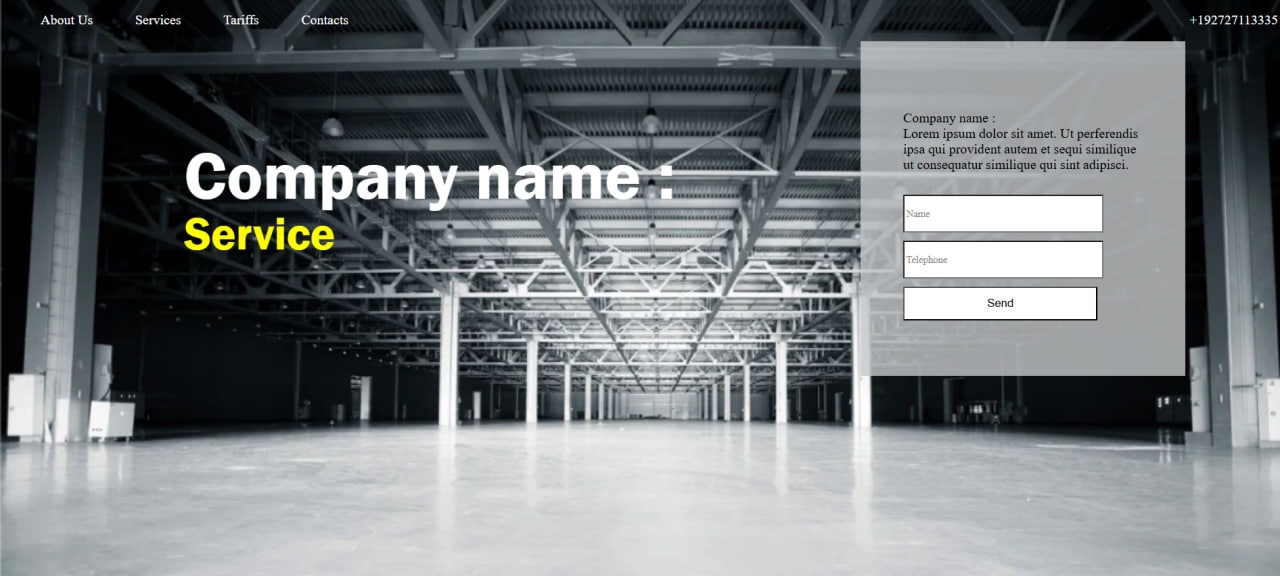 About Us
Services
Tariffs
Contacts
+192727113335
Company name :
Service
Company name :
Lorem ipsum dolor sit amet. Ut perferendis
ipsa qui provident autem et sequi similique
ut consequatur similique qui sint adipisci.
Name
Telephone
Send